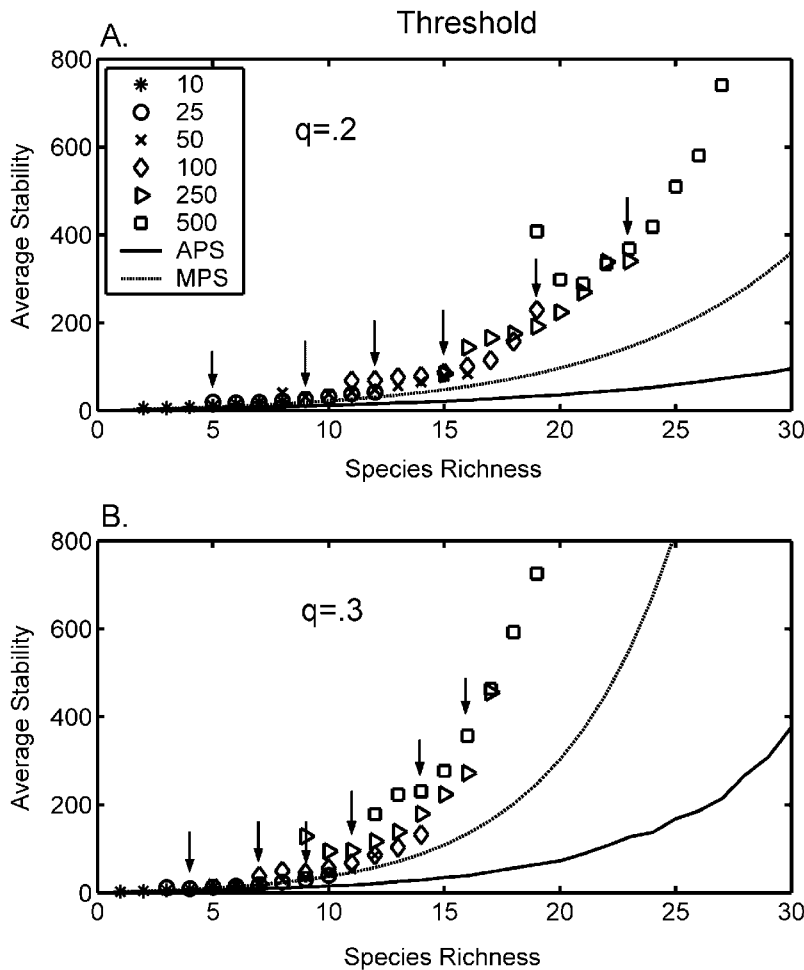 Threshold
A.
800
600
400
200
0
Average Stability
10
25
50
100
250
500
APS
MPS
q=.2
0 5 10 15 20 25 30
Species Richness
B.
800
600
400
200
0
Average Stability
q=.3
0 5 10 15 20 25 30
Species Richness